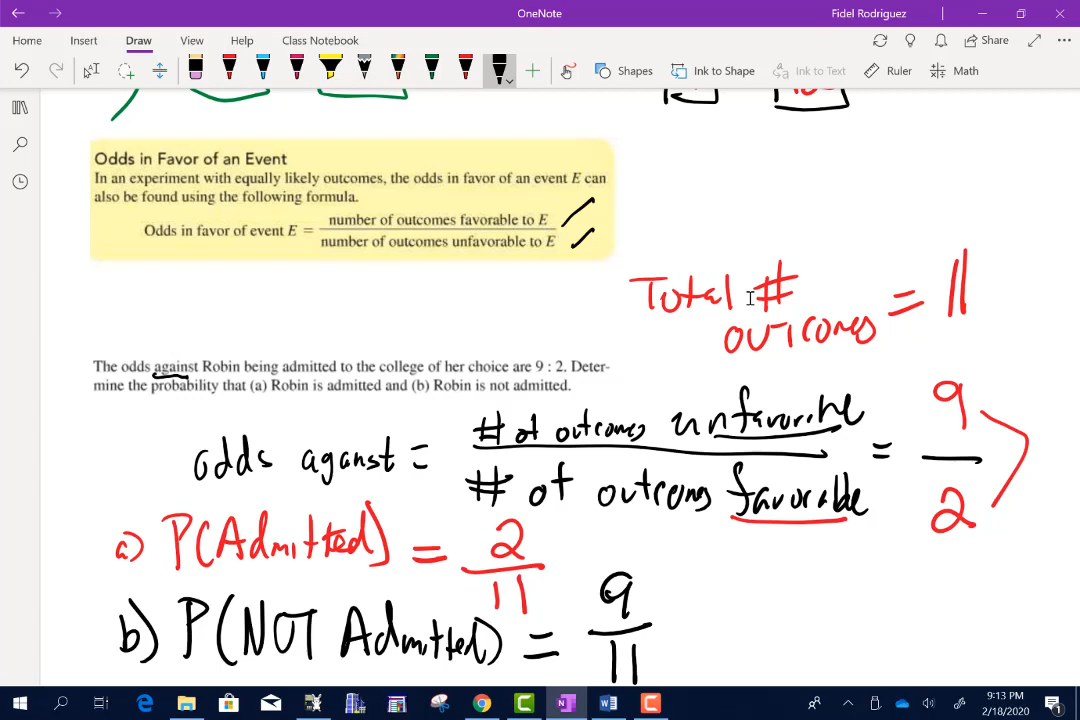 OneNote
Fidel Rodriguez
Home Insert Draw View Help Class Notebook Share
Shapes Ink to Shape Ink to Text Ruler Math
Odds in Favor of an Event
In an experiment with equally likely outcomes, the odds in favor of an event E can
also be found using the following formula.
Odds in favor of event E = number of outcomes favorable to E
number of outcomes unfavorable to E
Total #
outcomes = 11
The odds against Robin being admitted to the college of her choice are 9 : 2. Deter-
mine the probability that (a) Robin is admitted and (b) Robin is not admitted.
odds against = # of outcomes unfavorable = 9
# of outcoms favorable 2
a) P(Admitted) = 2
11
b) P(NOT Admitted) = 9
11
9:13 PM
2/18/2020